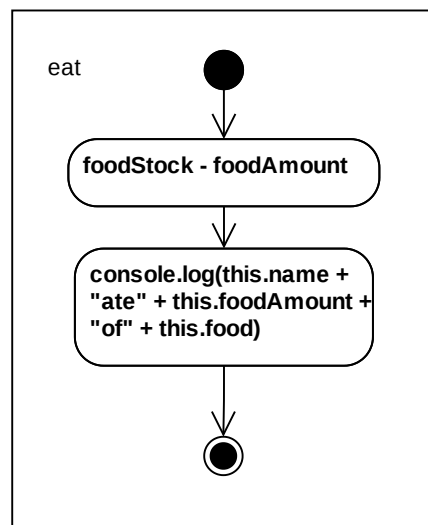 eat
foodStock - foodAmount
console.log(this.name +
"ate" + this.foodAmount +
"of" + this.food)